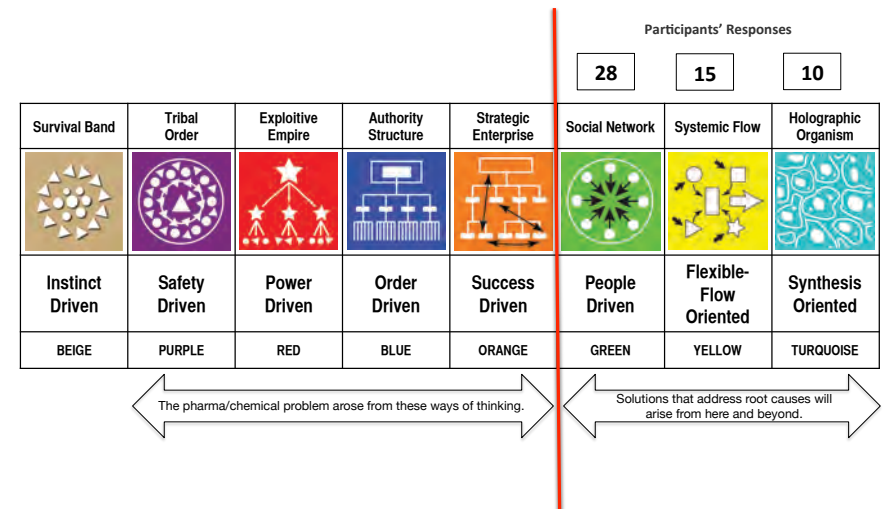 Participants' Responses
28 15 10
Survival Band
Tribal
Order
Exploitive
Empire
Authority
Structure
Strategic
Enterprise
Social Network
Systemic Flow
Holographic
Organism
Instinct
Driven
Safety
Driven
Power
Driven
Order
Driven
Success
Driven
People
Driven
Flexible-
Flow
Oriented
Synthesis
Oriented
BEIGE PURPLE RED BLUE ORANGE GREEN YELLOW TURQUOISE
The pharma/chemical problem arose from these ways of thinking.
Solutions that address root causes will
arise from here and beyond.